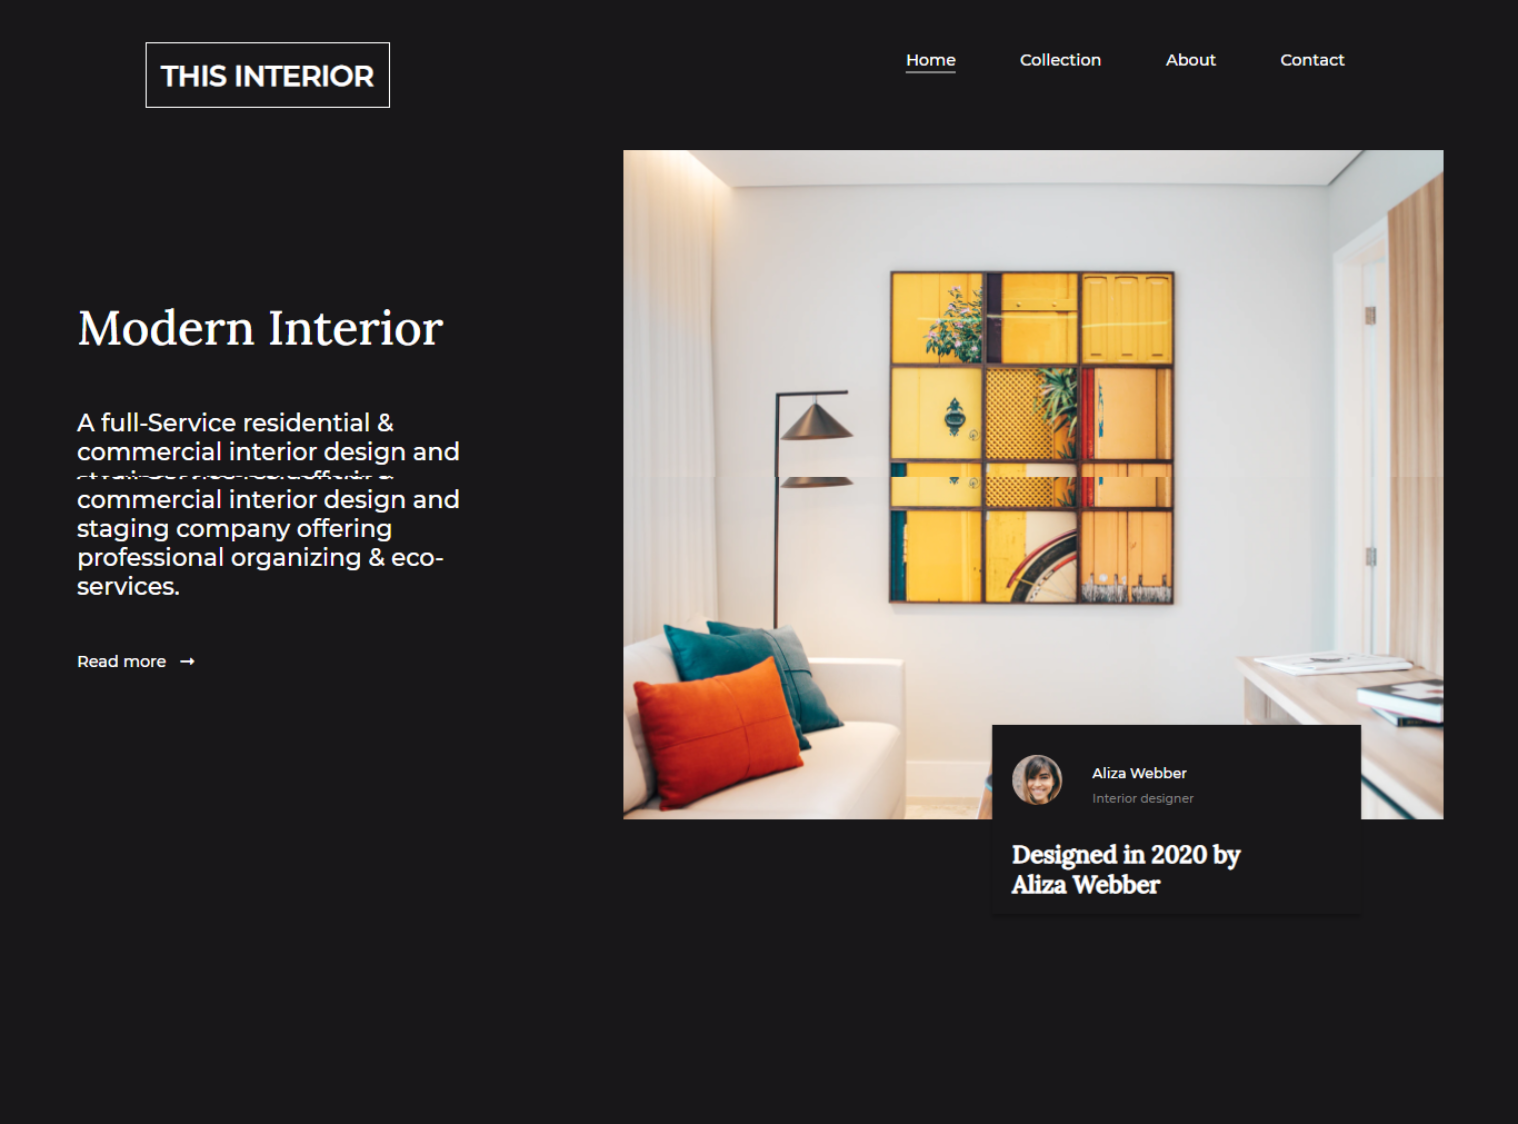 THIS INTERIOR
Home
Collection
About
Contact
Modern Interior
A full-Service residential &
commercial interior design and
commercial interior design and
staging company offering
professional organizing & eco-
services.
Read more
Aliza Webber
Interior designer
Designed in 2020 by
Aliza Webber